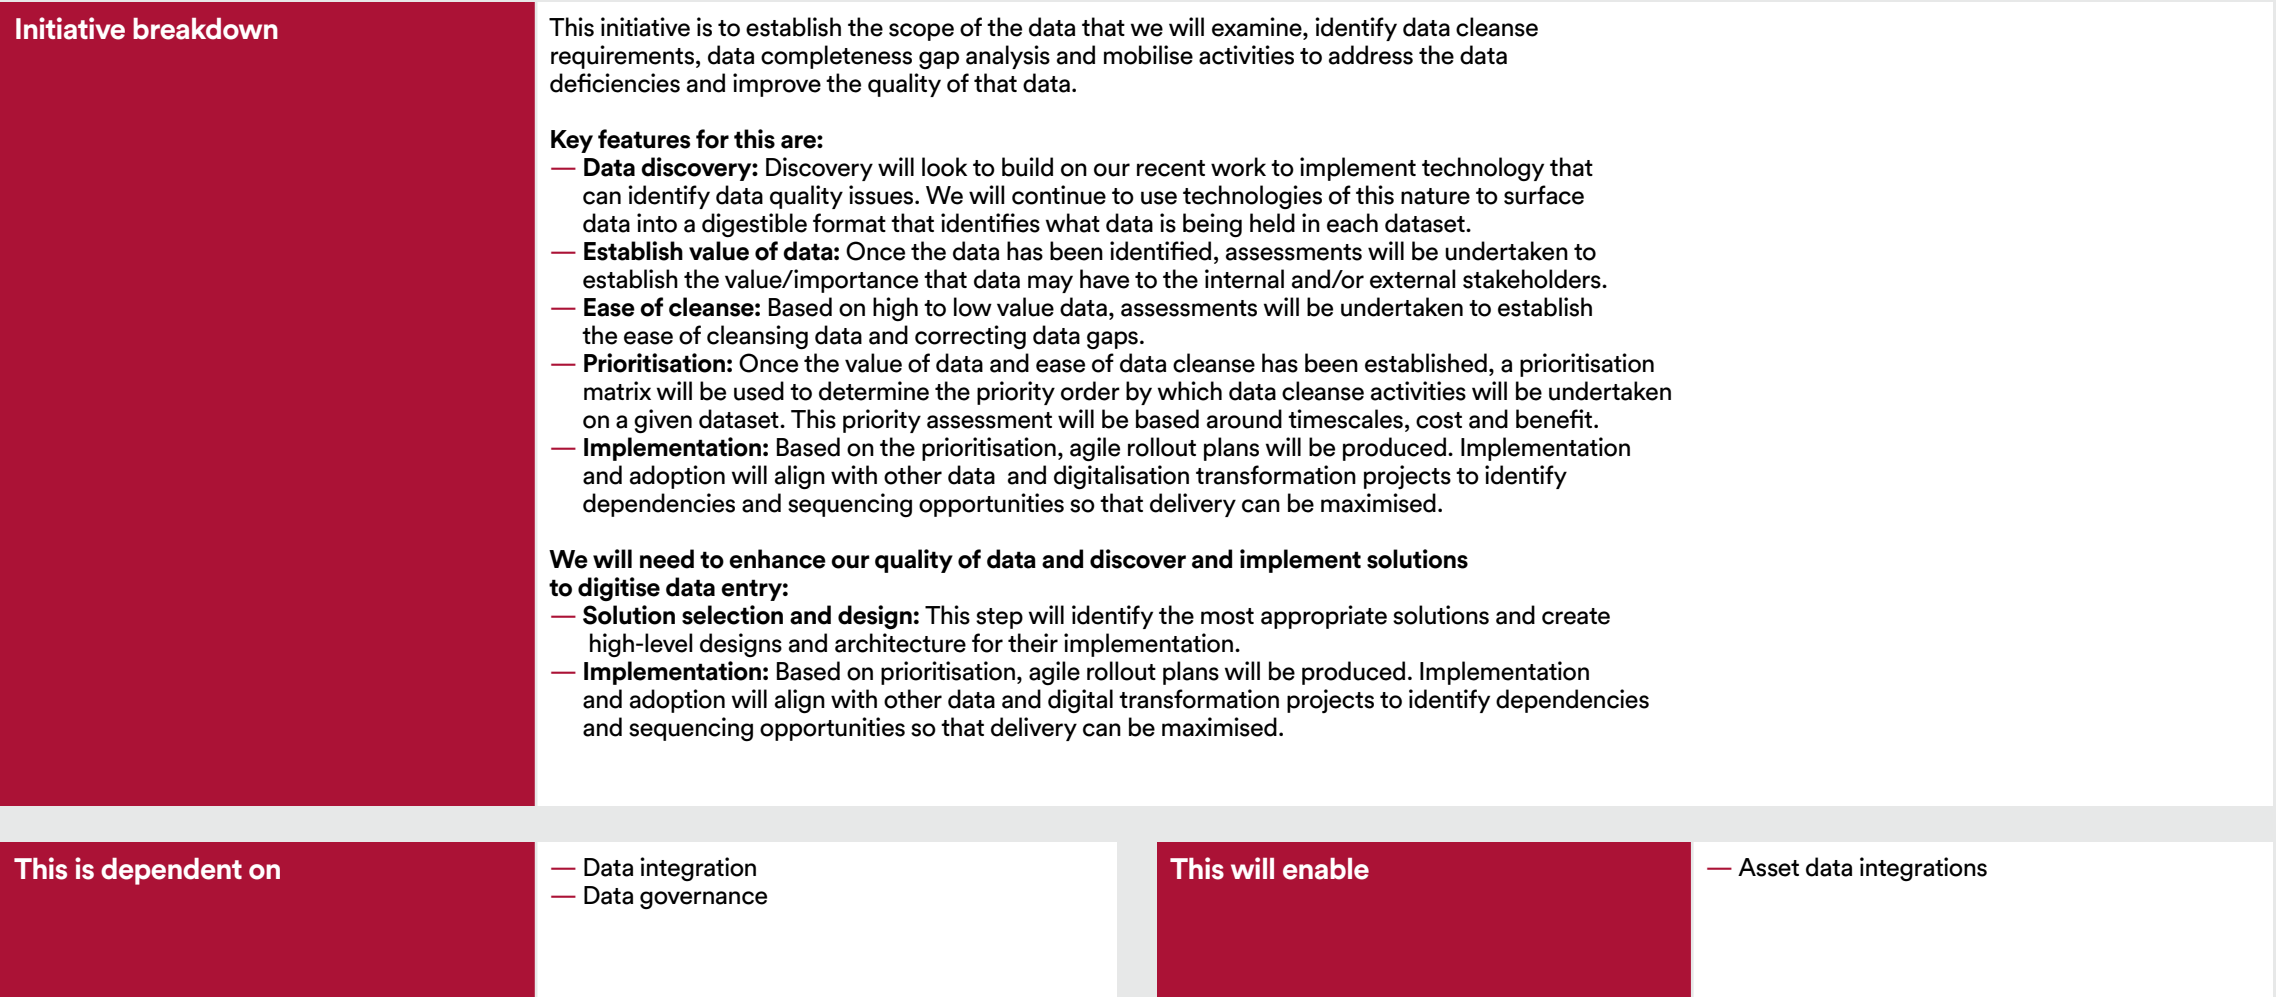 Initiative breakdown
This initiative is to establish the scope of the data that we will examine, identify data cleanse
requirements, data completeness gap analysis and mobilise activities to address the data
deficiencies and improve the quality of that data.
Key features for this are:
— Data discovery: Discovery will look to build on our recent work to implement technology that
can identify data quality issues. We will continue to use technologies of this nature to surface
data into a digestible format that identifies what data is being held in each dataset.
— Establish value of data: Once the data has been identified, assessments will be undertaken to
establish the value/importance that data may have to the internal and/or external stakeholders.
— Ease of cleanse: Based on high to low value data, assessments will be undertaken to establish
the ease of cleansing data and correcting data gaps.
— Prioritisation: Once the value of data and ease of data cleanse has been established, a prioritisation
matrix will be used to determine the priority order by which data cleanse activities will be undertaken
on a given dataset. This priority assessment will be based around timescales, cost and benefit.
— Implementation: Based on the prioritisation, agile rollout plans will be produced. Implementation
and adoption will align with other data  and digitalisation transformation projects to identify
dependencies and sequencing opportunities so that delivery can be maximised.
We will need to enhance our quality of data and discover and implement solutions
to digitise data entry:
— Solution selection and design: This step will identify the most appropriate solutions and create
high-level designs and architecture for their implementation.
— Implementation: Based on prioritisation, agile rollout plans will be produced. Implementation
and adoption will align with other data and digital transformation projects to identify dependencies
and sequencing opportunities so that delivery can be maximised.
This is dependent on
— Data integration
— Data governance
This will enable
— Asset data integrations